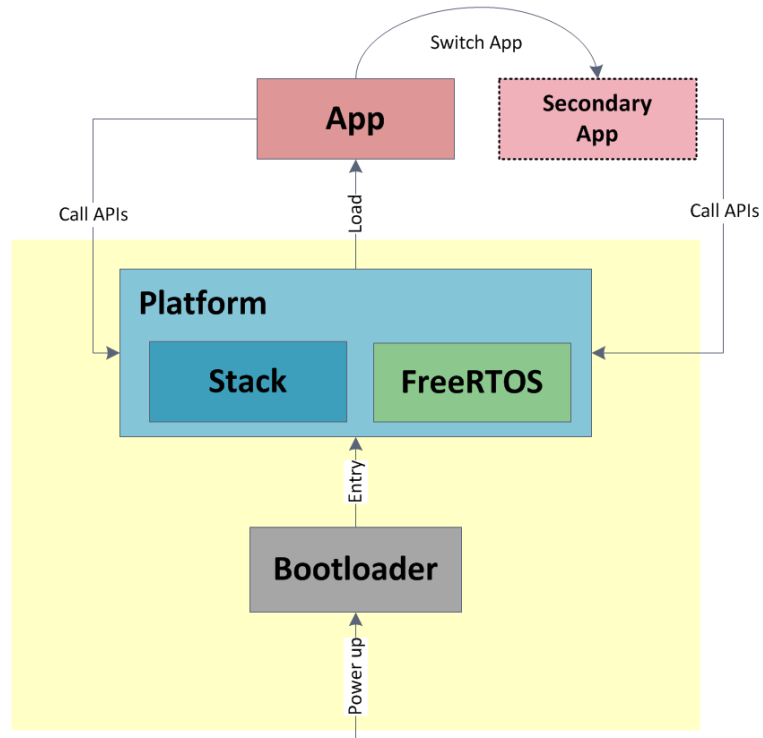 Switch App
App
Secondary
App
Call APIs
Load
Call APIs
Platform
Stack
FreeRTOS
Entry
Bootloader
Power up